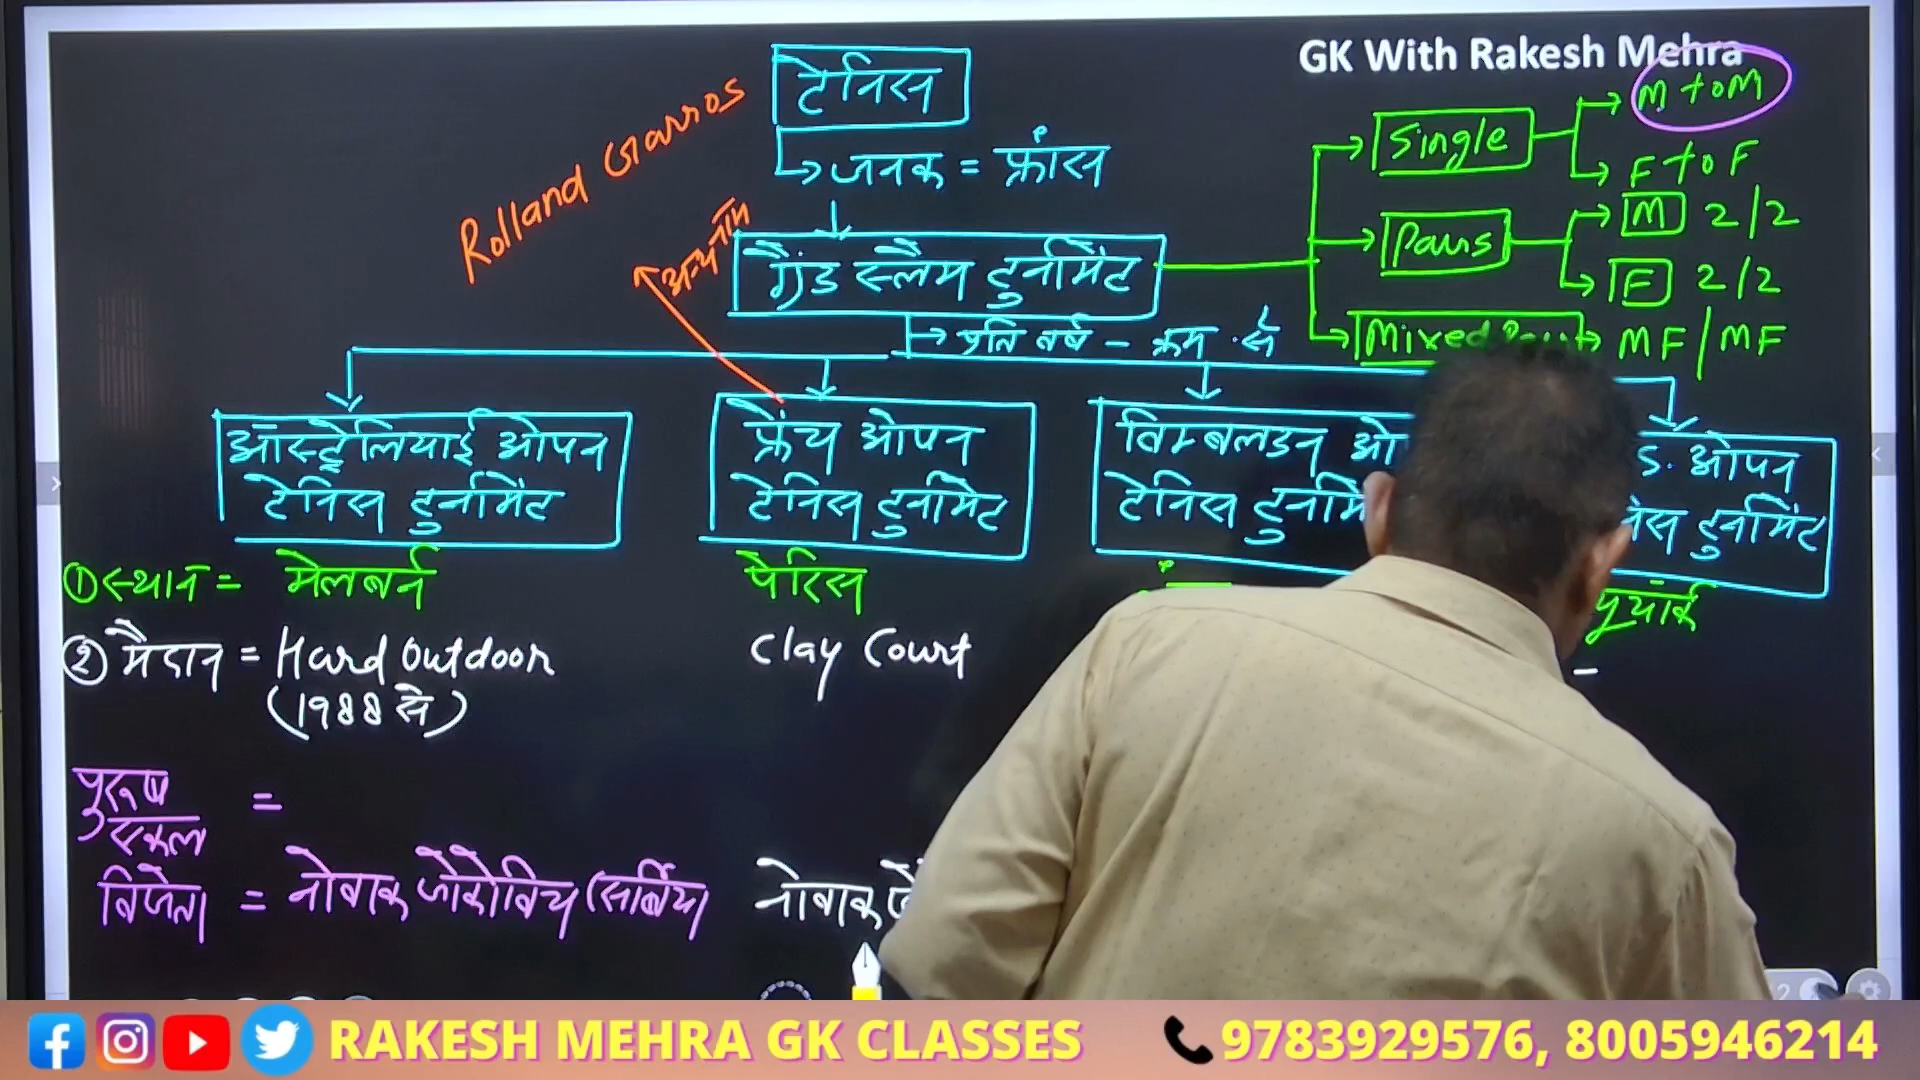 GK With Rakesh Mehra
टेनिस
जनक = फ्रांस
Rolland Garros
अन्य नाम
ग्रैंड स्लैम टुर्नामेंट
प्रति वर्ष - क्रम से
Single
M to M
F to F
Pairs
M 2/2
F 2/2
Mixed
MF/MF
ऑस्ट्रेलियाई ओपन
टेनिस टुर्नामेंट
फ्रेंच ओपन
टेनिस टुर्नामेंट
विम्बलडन ओ
टेनिस टुर्नामें
S. ओपन
निस टुर्नामेंट
① स्थान = मेलबर्न
पेरिस
यूयार्क
② मैदान = Hard Outdoor
(1988 से)
Clay Court
पुरुष
एकल =
विजेता = नोवाक जोकोविच (सर्बिया)
नोवाक जो
RAKESH MEHRA GK CLASSES
9783929576, 8005946214